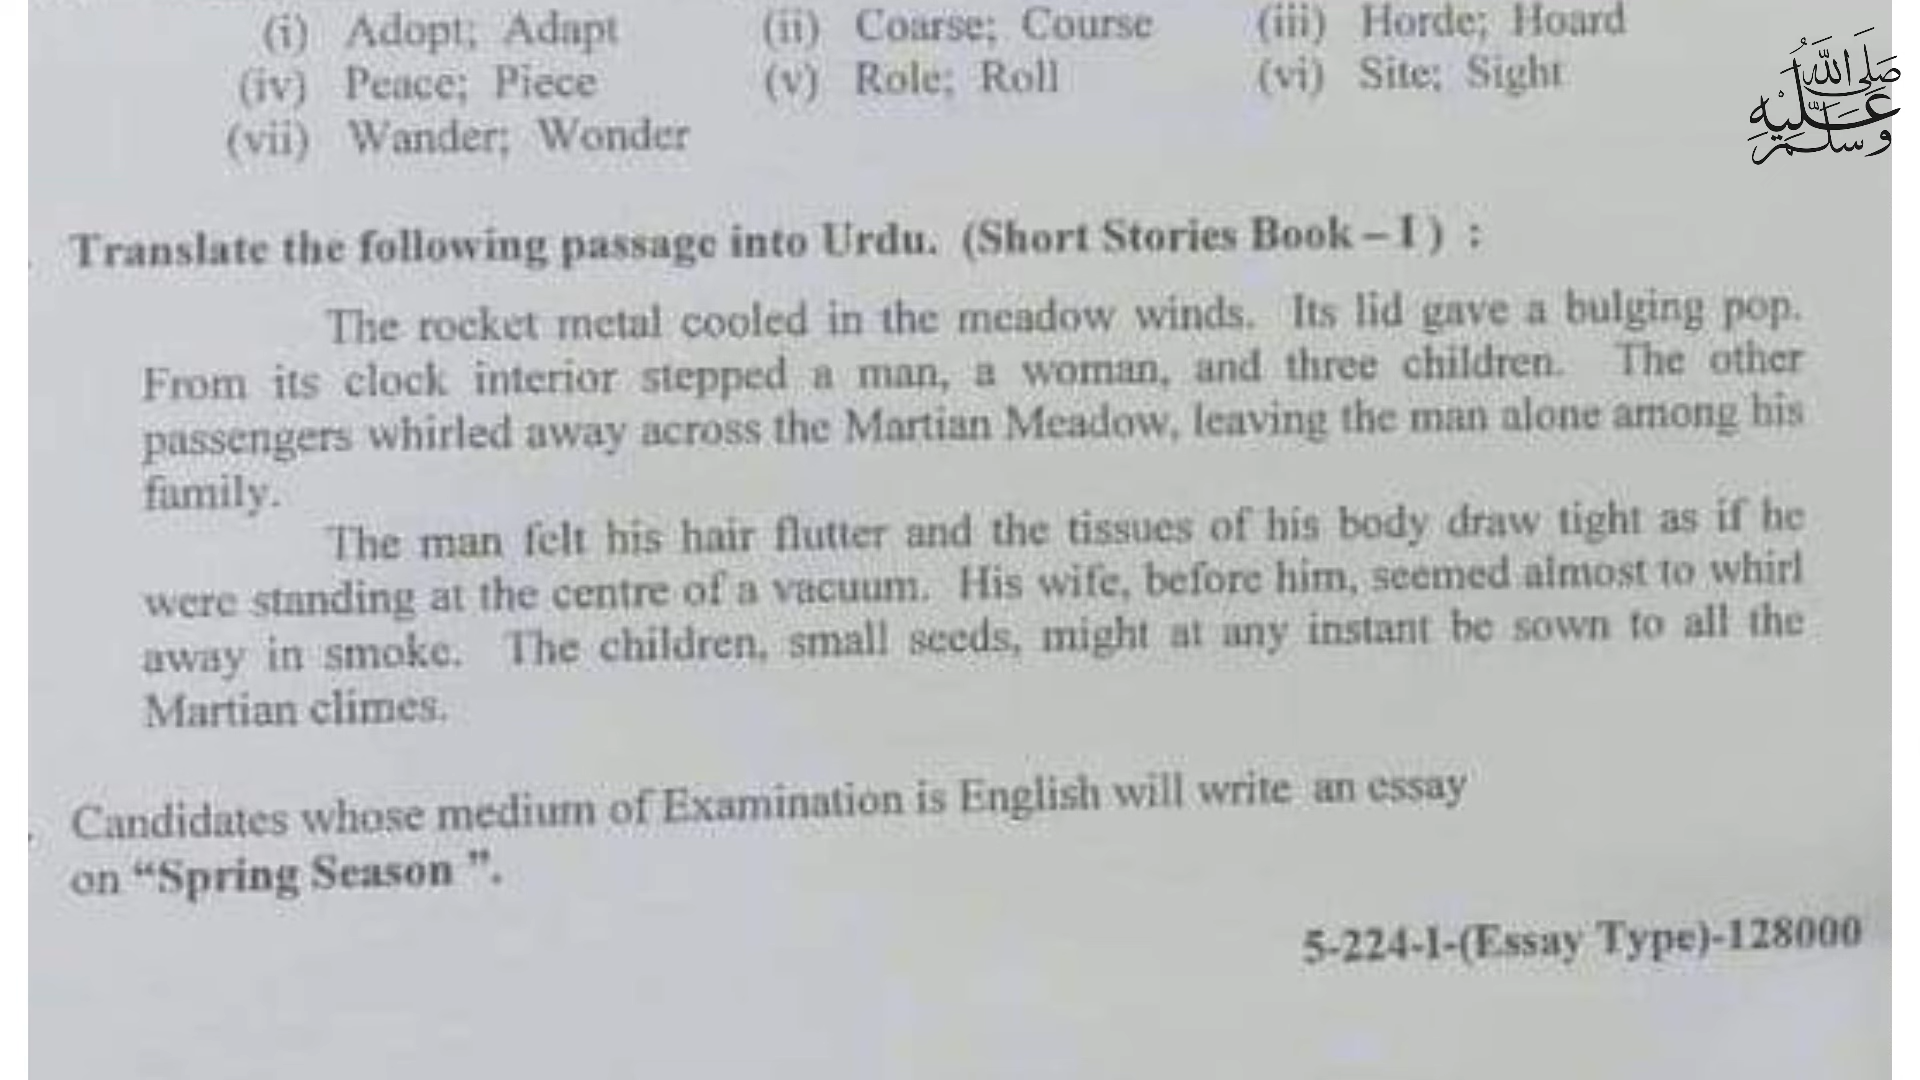 (i) Adopt; Adapt (ii) Coarse; Course (iii) Horde; Hoard
(iv) Peace; Piece (v) Role; Roll (vi) Site; Sight
(vii) Wander; Wonder
صلى الله عليه وسلم
Translate the following passage into Urdu. (Short Stories Book – I) :
The rocket metal cooled in the meadow winds. Its lid gave a bulging pop.
From its clock interior stepped a man, a woman, and three children. The other
passengers whirled away across the Martian Meadow, leaving the man alone among his
family.
The man felt his hair flutter and the tissues of his body draw tight as if he
were standing at the centre of a vacuum. His wife, before him, seemed almost to whirl
away in smoke. The children, small seeds, might at any instant be sown to all the
Martian climes.
Candidates whose medium of Examination is English will write an essay
on “Spring Season ”.
5-224-1-(Essay Type)-128000